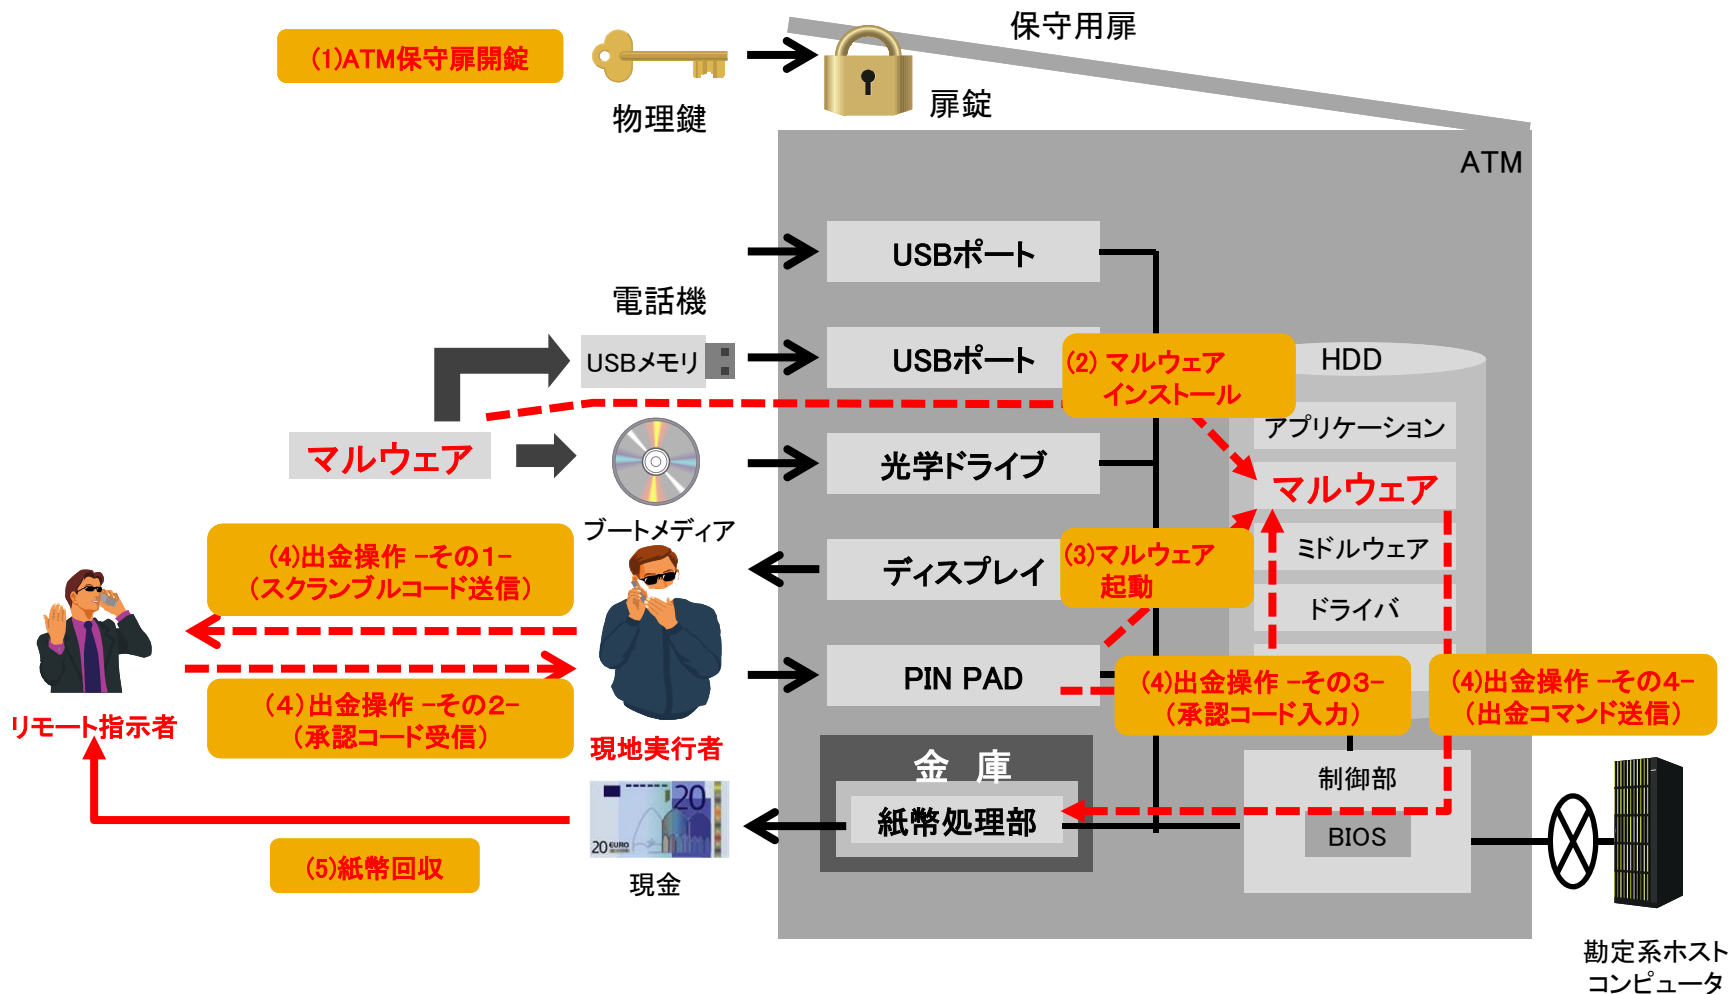 保守用扉
(1)ATM保守扉開錠
物理鍵
扉錠
ATM
USBポート
電話機
USBメモリ
USBポート
(2) マルウェア
インストール
HDD
アプリケーション
マルウェア
光学ドライブ
マルウェア
ブートメディア
(4)出金操作 −その１−
(スクランブルコード送信)
ディスプレイ
(3)マルウェア
起動
ミドルウェア
ドライバ
PIN PAD
(4)出金操作 −その２−
(承認コード受信)
(4)出金操作 −その３−
(承認コード入力)
(4)出金操作 −その４−
(出金コマンド送信)
リモート指示者
現地実行者
金 庫
紙幣処理部
制御部
BIOS
20
20 EURO
(5)紙幣回収
現金
勘定系ホスト
コンピュータ